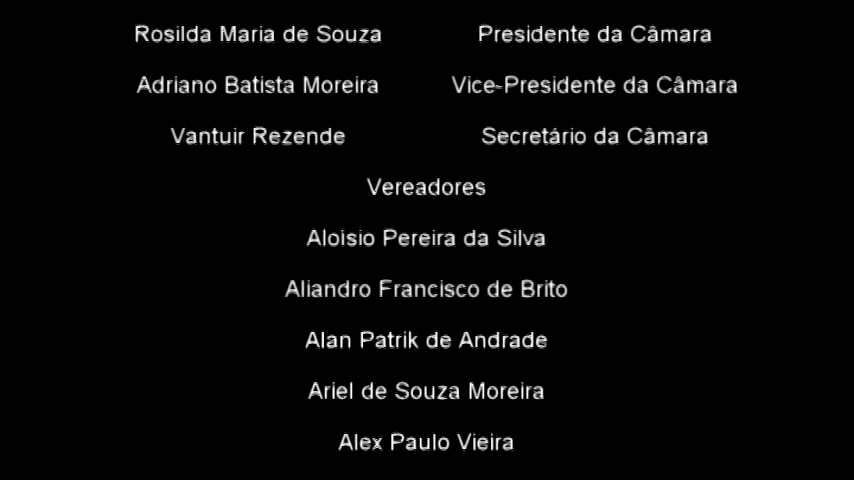 Rosilda Maria de Souza Presidente da Câmara
Adriano Batista Moreira Vice-Presidente da Câmara
Vantuir Rezende Secretário da Câmara
Vereadores
Aloísio Pereira da Silva
Aliandro Francisco de Brito
Alan Patrik de Andrade
Ariel de Souza Moreira
Alex Paulo Vieira